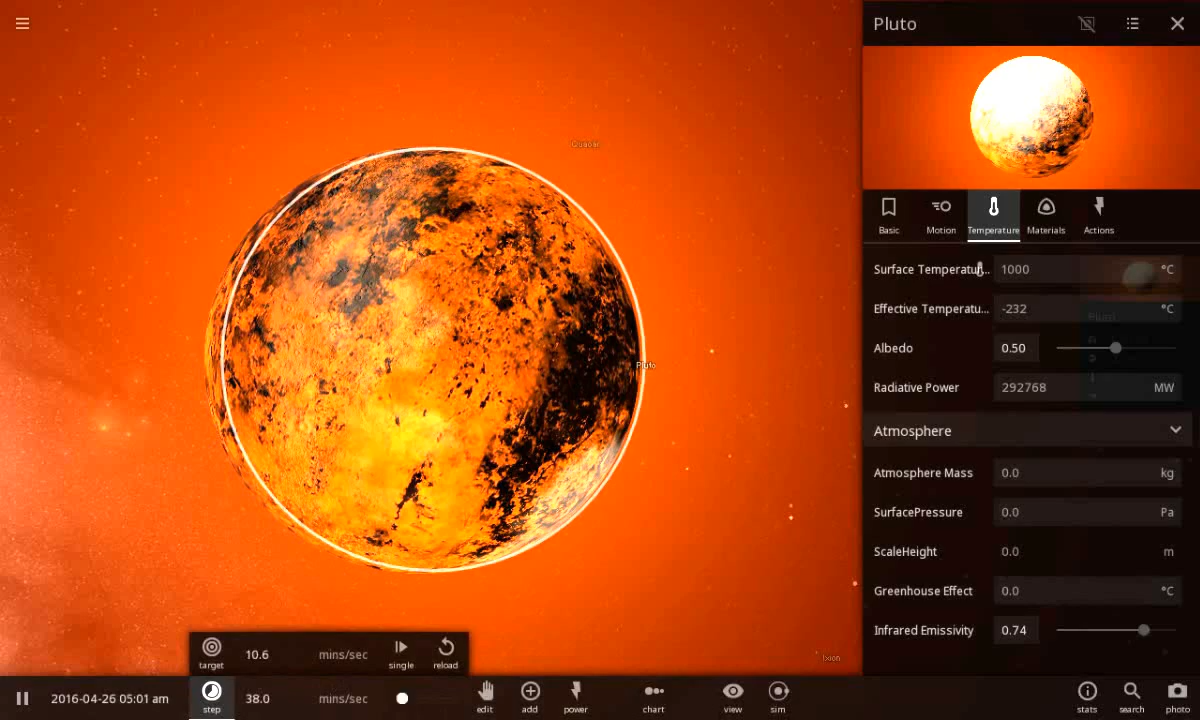 Pluto
Quaoar
Pluto
Ixion
Basic
Motion
Temperature
Materials
Actions
Surface Temperatu... 1000 °C
Effective Temperatu... -232 °C
Albedo 0.50
Radiative Power 292768 MW
Atmosphere
Atmosphere Mass 0.0 kg
SurfacePressure 0.0 Pa
ScaleHeight 0.0 m
Greenhouse Effect 0.0 °C
Infrared Emissivity 0.74
target 10.6 mins/sec single reload
2016-04-26 05:01 am step 38.0 mins/sec edit add power chart view sim stats search photo